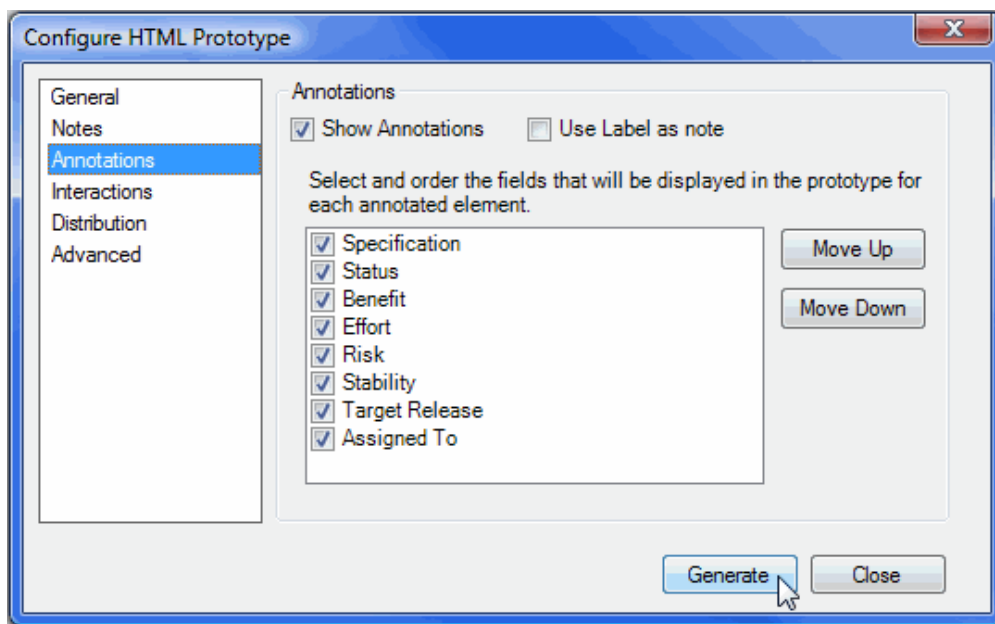 Configure HTML Prototype
X
General
Notes
Annotations
Interactions
Distribution
Advanced
Annotations
Show Annotations
Use Label as note
Select and order the fields that will be displayed in the prototype for
each annotated element.
Specification
Status
Benefit
Effort
Risk
Stability
Target Release
Assigned To
Move Up
Move Down
Generate
Close